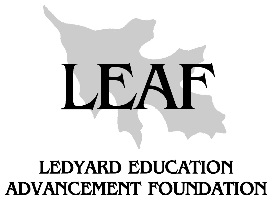 LEAF
LEDYARD EDUCATION
ADVANCEMENT FOUNDATION